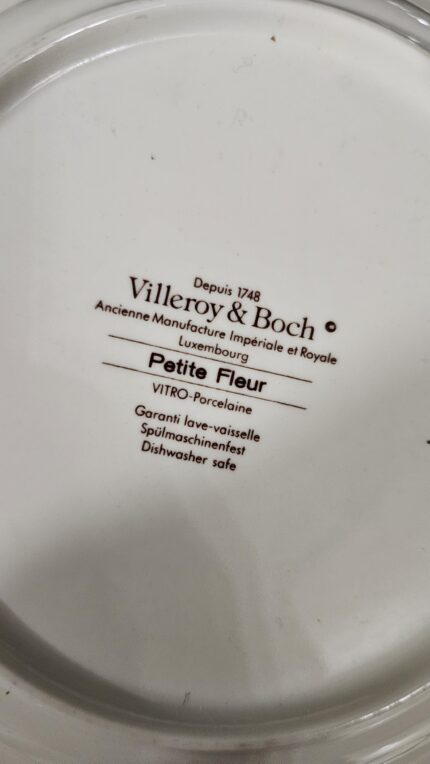 Depuis 1748
Villeroy & Boch ©
Ancienne Manufacture Impériale et Royale
Luxembourg
Petite Fleur
VITRO-Porcelaine
Garanti lave-vaisselle
Spülmaschinenfest
Dishwasher safe